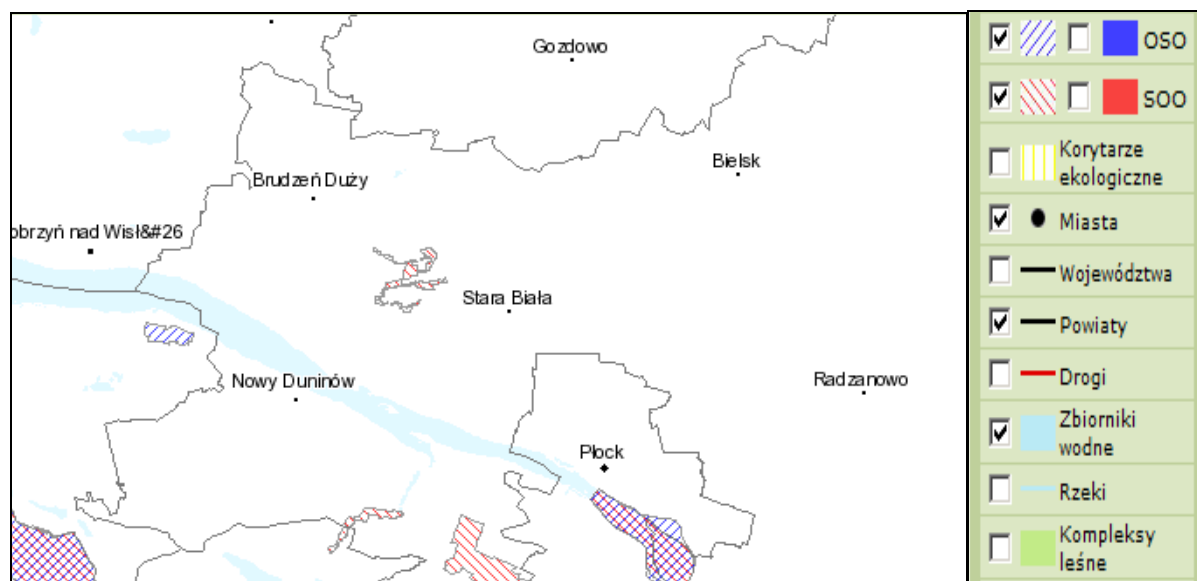 Gozdowo
Bielsk
Brudzeń Duży
obrzyń nad Wisł&#26
Stara Biała
Nowy Duninów
Radzanowo
Płock
OSO
SOO
Korytarze
ekologiczne
Miasta
Województwa
Powiaty
Drogi
Zbiorniki
wodne
Rzeki
Kompleksy
leśne